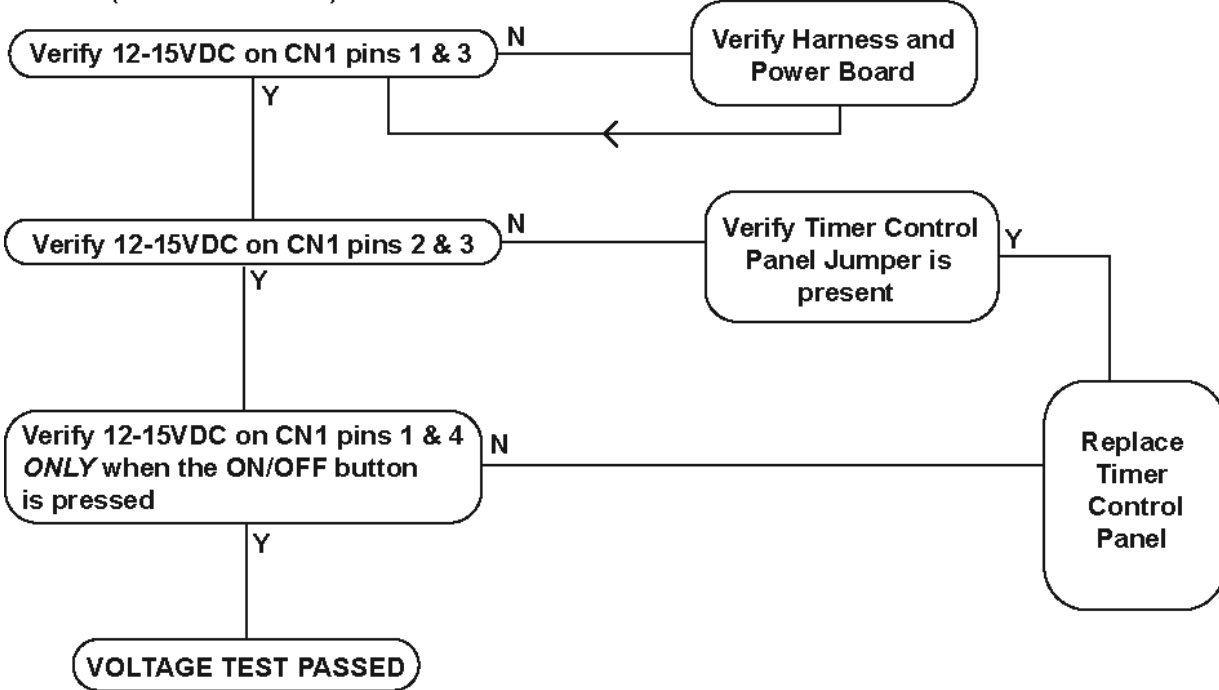 Verify 12-15VDC on CN1 pins 1 & 3
N
Verify Harness and
Power Board
Y
Verify 12-15VDC on CN1 pins 2 & 3
N
Verify Timer Control
Panel Jumper is
present
Y
Y
Verify 12-15VDC on CN1 pins 1 & 4
ONLY when the ON/OFF button
is pressed
N
Replace
Timer
Control
Panel
Y
VOLTAGE TEST PASSED